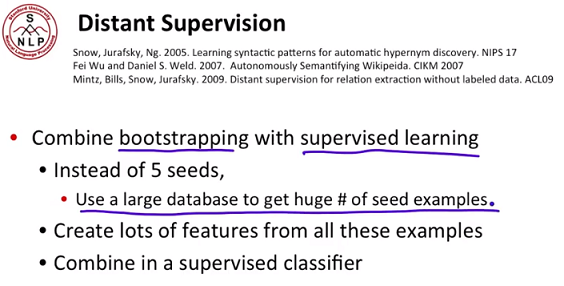 Stanford University
S
N L P
Natural Language Processing
Distant Supervision
Snow, Jurafsky, Ng. 2005. Learning syntactic patterns for automatic hypernym discovery. NIPS 17
Fei Wu and Daniel S. Weld. 2007. Autonomously Semantifying Wikipeida. CIKM 2007
Mintz, Bills, Snow, Jurafsky. 2009. Distant supervision for relation extraction without labeled data. ACL09
• Combine bootstrapping with supervised learning
• Instead of 5 seeds,
• Use a large database to get huge # of seed examples.
• Create lots of features from all these examples
• Combine in a supervised classifier